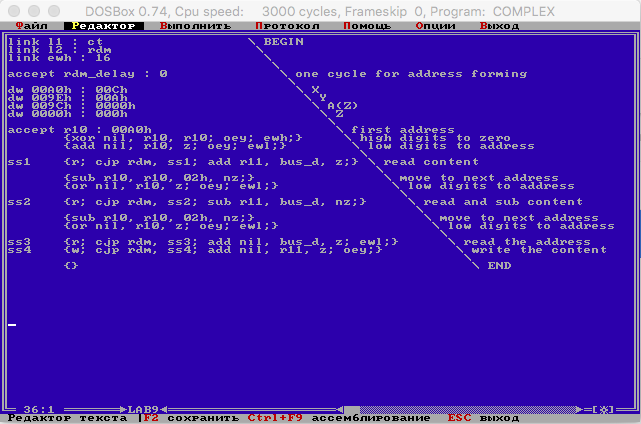 DOSBox 0.74, Cpu speed: 3000 cycles, Frameskip 0, Program: COMPLEX
Файл Редактор Выполнить Протокол Помощь Опции Выход
link l1 : ct \ BEGIN
link l2 : rdm
link ewh : 16
accept rdm_delay : 0 one cycle for address forming
dw 00A0h : 00Ch X
dw 009Eh : 00Ah Y
dw 009Ch : 0000h A(Z)
dw 0000h : 000h Z
accept r10 : 00A0h first address
{xor nil, r10, r10; oey; ewh;} high digits to zero
{add nil, r10, z; oey; ewl;} low digits to address
ss1 {r; cjp rdm, ss1; add r11, bus_d, z;} read content
{sub r10, r10, 02h, nz;} move to next address
{or nil, r10, z; oey; ewl;} low digits to address
ss2 {r; cjp rdm, ss2; sub r11, bus_d, nz;} read and sub content
{sub r10, r10, 02h, nz;} move to next address
{or nil, r10, z; oey; ewl;} low digits to address
ss3 {r; cjp rdm, ss3; add nil, bus_d, z; ewl;} read the address
ss4 {w; cjp rdm, ss4; add nil, r11, z; oey;} write the content
{} \ END
36:1 LAB9
Редактор текста F2 сохранить Ctrl+F9 ассемблирование ESC выход